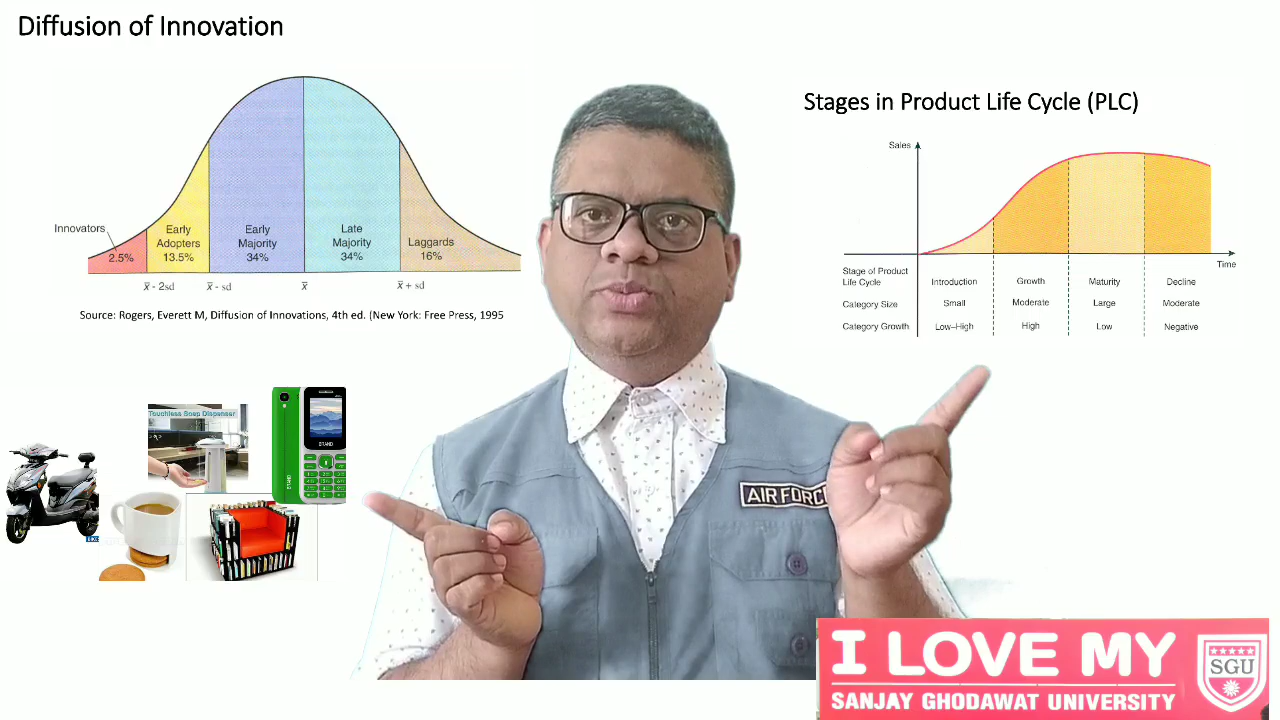 Diffusion of Innovation
Innovators
2.5%
Early
Adopters
13.5%
Early
Majority
34%
Late
Majority
34%
Laggards
16%
x̅ - 2sd
x̅ - sd
x̅
x̅ + sd
Source: Rogers, Everett M, Diffusion of Innovations, 4th ed. (New York: Free Press, 1995
Stages in Product Life Cycle (PLC)
Sales
Time
Stage of Product
Life Cycle
Introduction
Growth
Maturity
Decline
Category Size
Small
Moderate
Large
Moderate
Category Growth
Low–High
High
Low
Negative
Touchless Soap Dispenser
BRAND
AIR FORC
I LOVE MY
SANJAY GHODAWAT UNIVERSITY
SGU